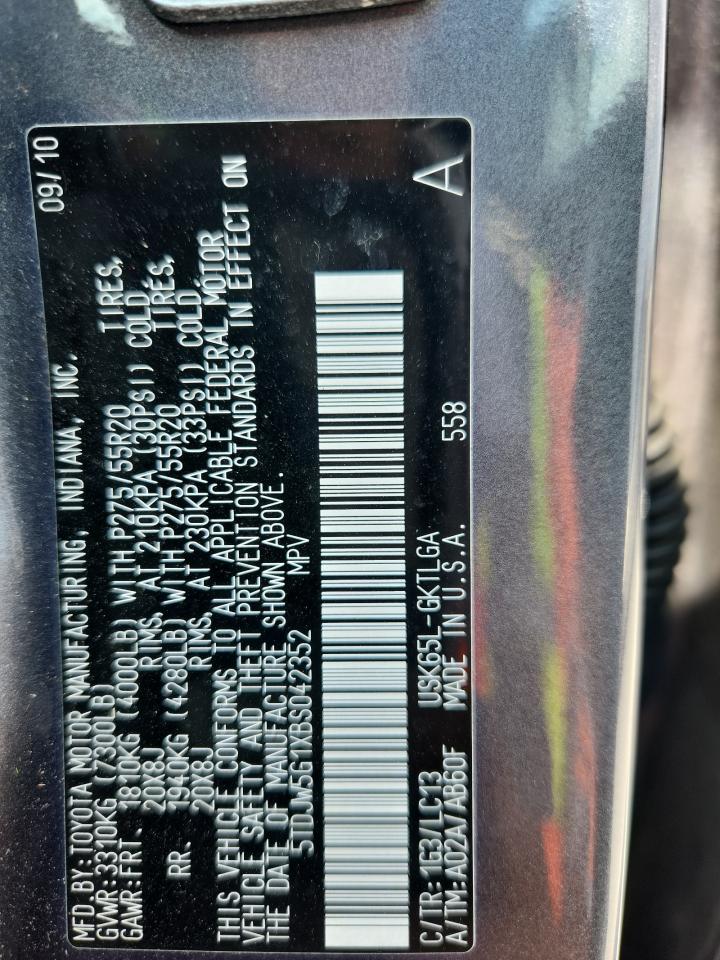 MFD.BY:TOYOTA MOTOR MANUFACTURING, INDIANA, INC. 09/10
GVWR:3310KG (7300LB)
GAWR:FRT. 1810KG (4000LB) WITH P275/55R20 TIRES,
20X8J RIMS, AT 210KPA (30PSI) COLD
RR. 1940KG (4280LB) WITH P275/55R20 TIRES,
20X8J RIMS, AT 230KPA (33PSI) COLD
THIS VEHICLE CONFORMS TO ALL APPLICABLE FEDERAL MOTOR
VEHICLE SAFETY AND THEFT PREVENTION STANDARDS IN EFFECT ON
THE DATE OF MANUFACTURE SHOWN ABOVE.
5TDJW5G1XBS042352 MPV
C/TR:1G3/LC13 USK65L-GKTLGA
A/TM:A02A/AB60F MADE IN U.S.A. 558 A